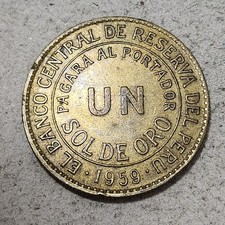 EL BANCO CENTRAL DE RESERVA DEL PERU
PAGARA AL PORTADOR
UN
SOL DE ORO
· 1959 ·